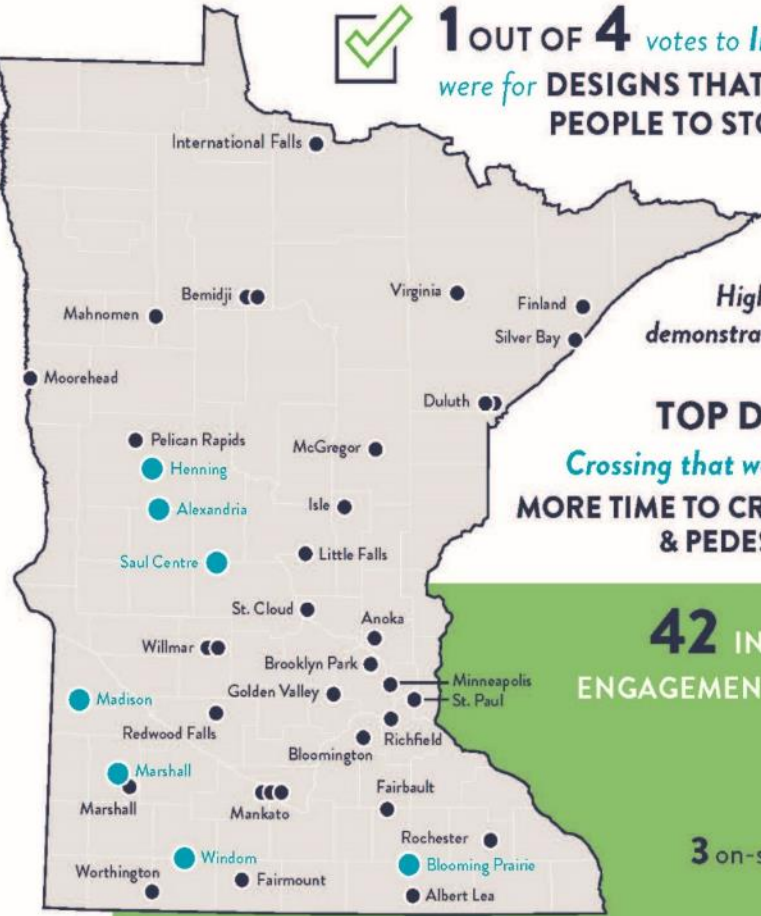 1 OUT OF 4 votes to
were for DESIGNS THAT
PEOPLE TO
International Falls
Bemidji
Virginia
Finland
Mahnomen
Silver Bay
demonstra
Moorehead
Duluth
TOP D
Pelican Rapids
McGregor
Crossing that
Henning
MORE TIME TO
Isle
Alexandria
& PEDES
Little Falls
Saul Centre
St. Cloud
Anoka
42 IN
Willmar
Brooklyn Park
Minneapolis
ENGAGEMEN
Golden Valley
St. Paul
Madison
Redwood Falls
Richfield
Bloomington
Marshall
Fairbault
Marshall
Mankato
Rochester
3 on-s
Windom
Blooming Prairie
Worthington
Fairmount
Albert Lea